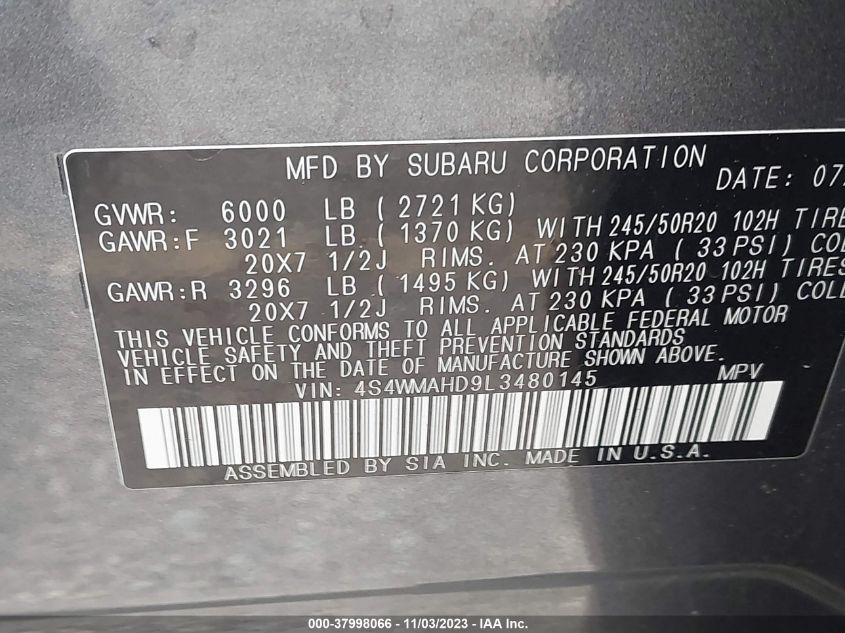 MFD BY SUBARU CORPORATION
DATE: 07
GVWR: 6000 LB ( 2721 KG)
GAWR:F 3021 LB ( 1370 KG) WITH 245/50R20 102H TIRE
20X7 1/2J RIMS. AT 230 KPA ( 33 PSI) COL
GAWR:R 3296 LB ( 1495 KG) WITH 245/50R20 102H TIRES
20X7 1/2J RIMS. AT 230 KPA ( 33 PSI) COL
THIS VEHICLE CONFORMS TO ALL APPLICABLE FEDERAL MOTOR
VEHICLE SAFETY AND THEFT PREVENTION STANDARDS
IN EFFECT ON THE DATE OF MANUFACTURE SHOWN ABOVE.
VIN: 4S4WMAHD9L3480145 MPV
ASSEMBLED BY SIA INC. MADE IN U.S.A.
000-37998066 - 11/03/2023 - IAA Inc.